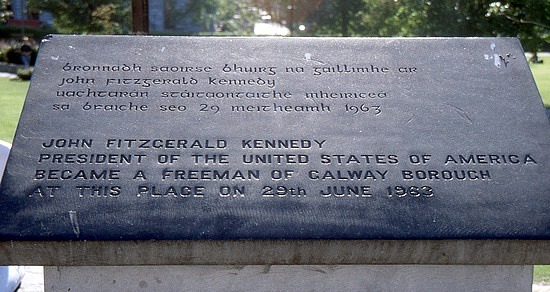 bronnadh saoirse bhuirg na gaillimhe ar
john fitzgerald kennedy
uachtarán stáitaontaithe mheiriceá
sa bfaiche seo 29 meitheamh 1963
JOHN FITZGERALD KENNEDY
PRESIDENT OF THE UNITED STATES OF AMERICA
BECAME A FREEMAN OF GALWAY BOROUGH
AT THIS PLACE ON 29th JUNE 1963